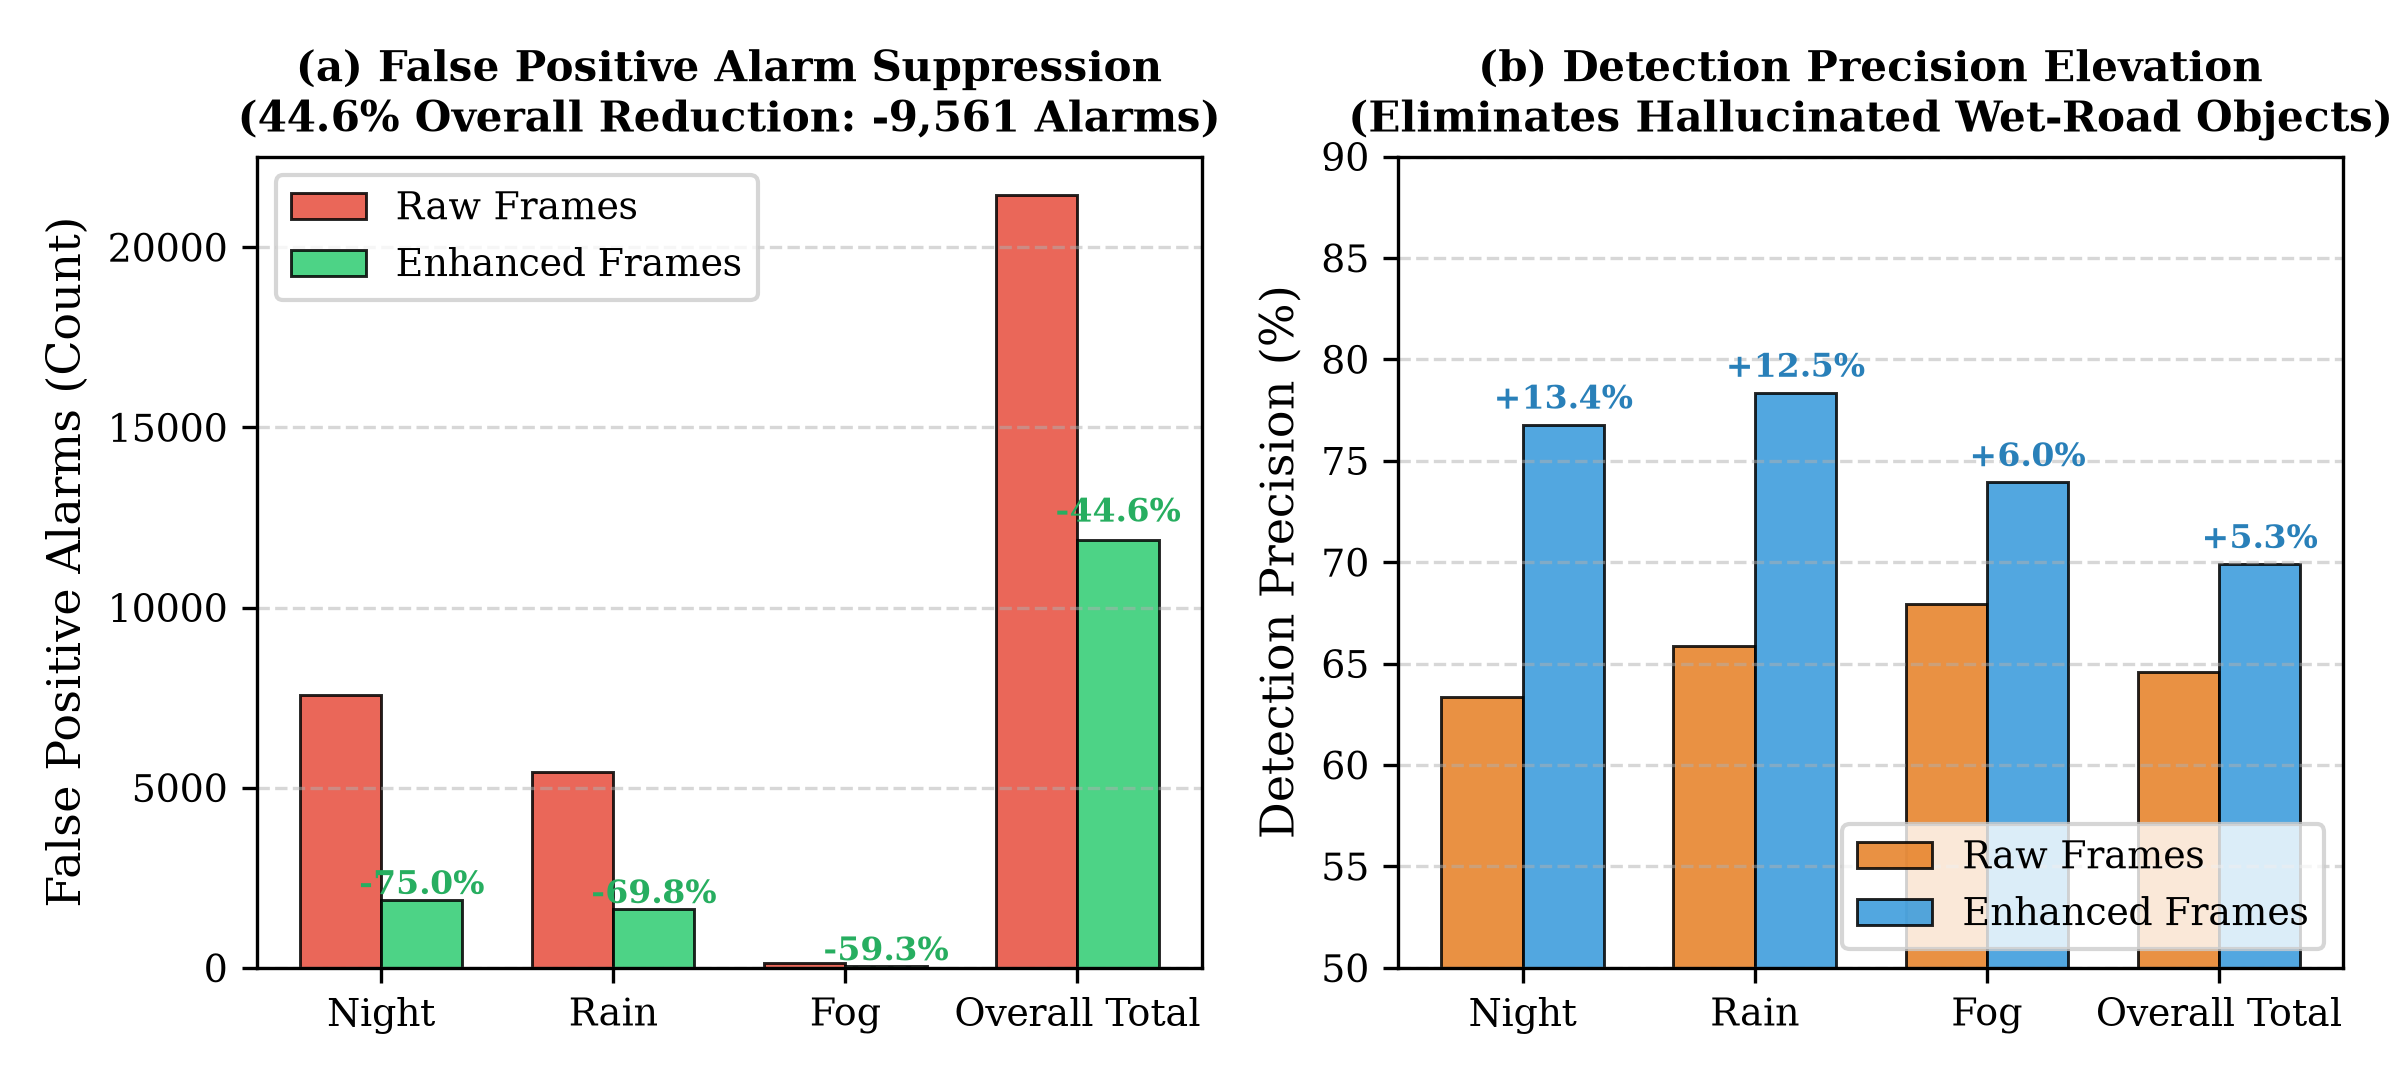 (a) False Positive Alarm Suppression
(44.6% Overall Reduction: -9,561 Alarms)
False Positive Alarms (Count)
20000
15000
10000
5000
0
Raw Frames
Enhanced Frames
-75.0%
-69.8%
-59.3%
-44.6%
Night
Rain
Fog
Overall Total
(b) Detection Precision Elevation
(Eliminates Hallucinated Wet-Road Objects)
Detection Precision (%)
90
85
80
75
70
65
60
55
50
+13.4%
+12.5%
+6.0%
+5.3%
Raw Frames
Enhanced Frames
Night
Rain
Fog
Overall Total